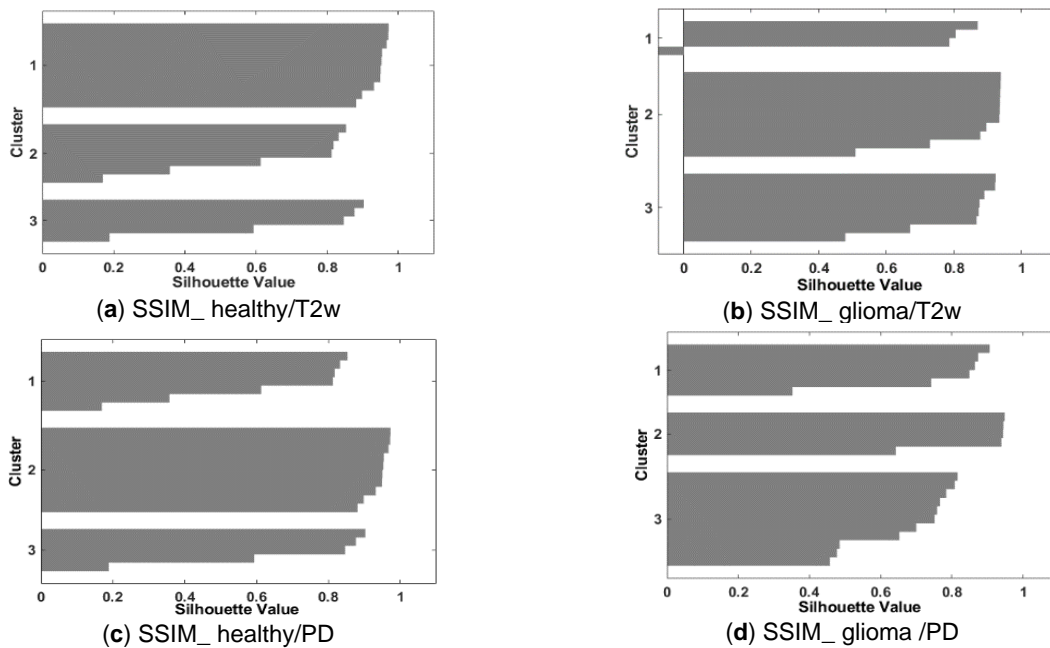 1
2
3
Cluster
0 0.2 0.4 0.6 0.8 1
Silhouette Value
(a) SSIM_ healthy/T2w
1
2
3
Cluster
0 0.2 0.4 0.6 0.8 1
Silhouette Value
(b) SSIM_ glioma/T2w
1
2
3
Cluster
0 0.2 0.4 0.6 0.8 1
Silhouette Value
(c) SSIM_ healthy/PD
1
2
3
Cluster
0 0.2 0.4 0.6 0.8 1
Silhouette Value
(d) SSIM_ glioma /PD